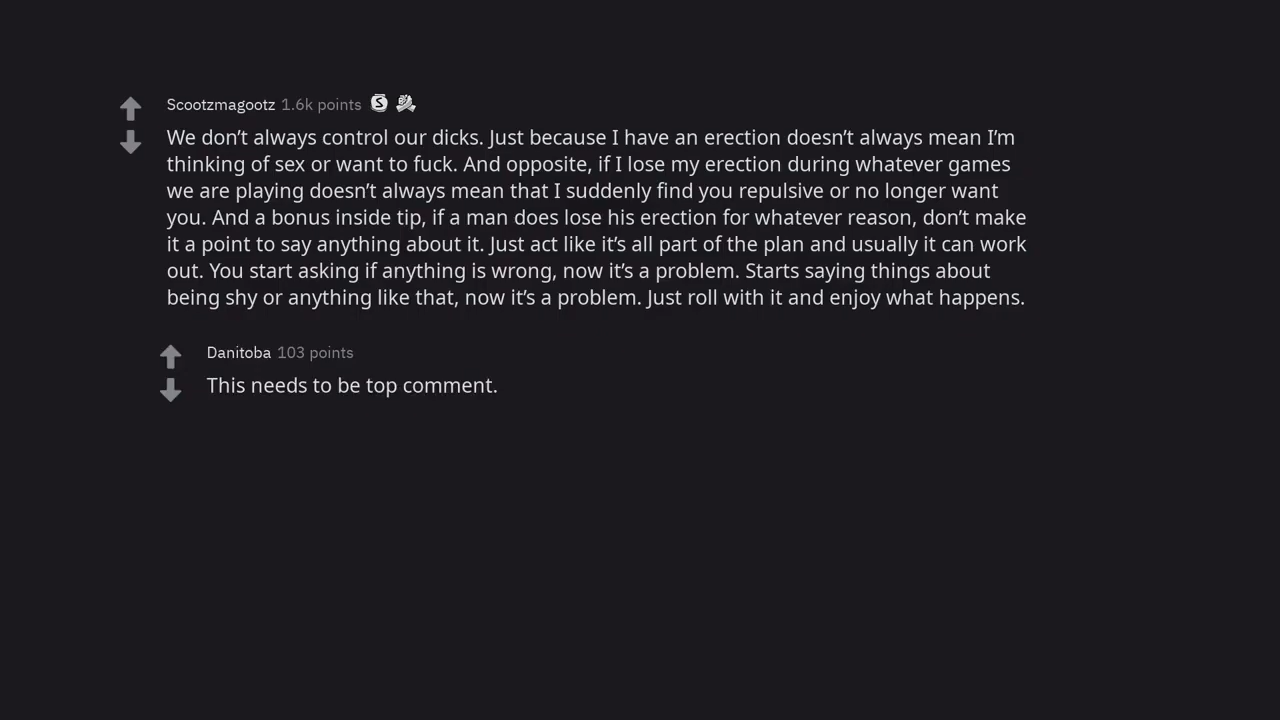 Scootzmagootz 1.6k points
We don’t always control our dicks. Just because I have an erection doesn’t always mean I’m
thinking of sex or want to fuck. And opposite, if I lose my erection during whatever games
we are playing doesn’t always mean that I suddenly find you repulsive or no longer want
you. And a bonus inside tip, if a man does lose his erection for whatever reason, don’t make
it a point to say anything about it. Just act like it’s all part of the plan and usually it can work
out. You start asking if anything is wrong, now it’s a problem. Starts saying things about
being shy or anything like that, now it’s a problem. Just roll with it and enjoy what happens.
Danitoba 103 points
This needs to be top comment.